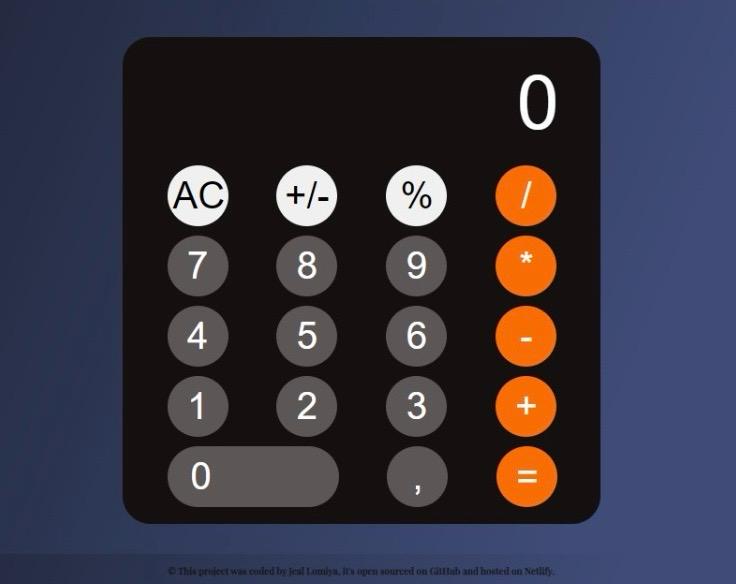 0
AC +/- % /
7 8 9 *
4 5 6 -
1 2 3 +
0 , =
© This project was coded by Jeal Lomiya, it's open sourced on GitHub and hosted on Netlify.